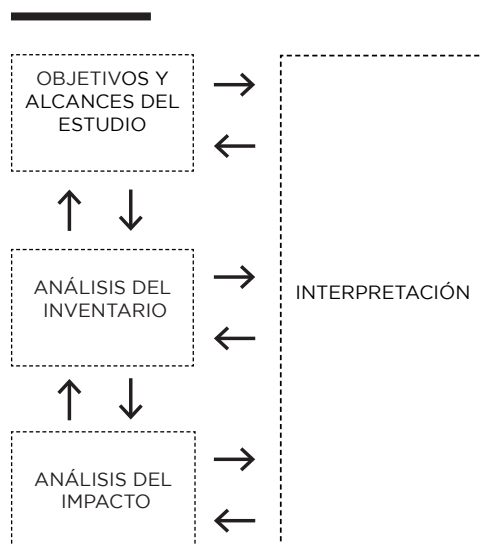 OBJETIVOS Y
ALCANCES DEL
ESTUDIO
ANÁLISIS DEL
INVENTARIO
INTERPRETACIÓN
ANÁLISIS DEL
IMPACTO